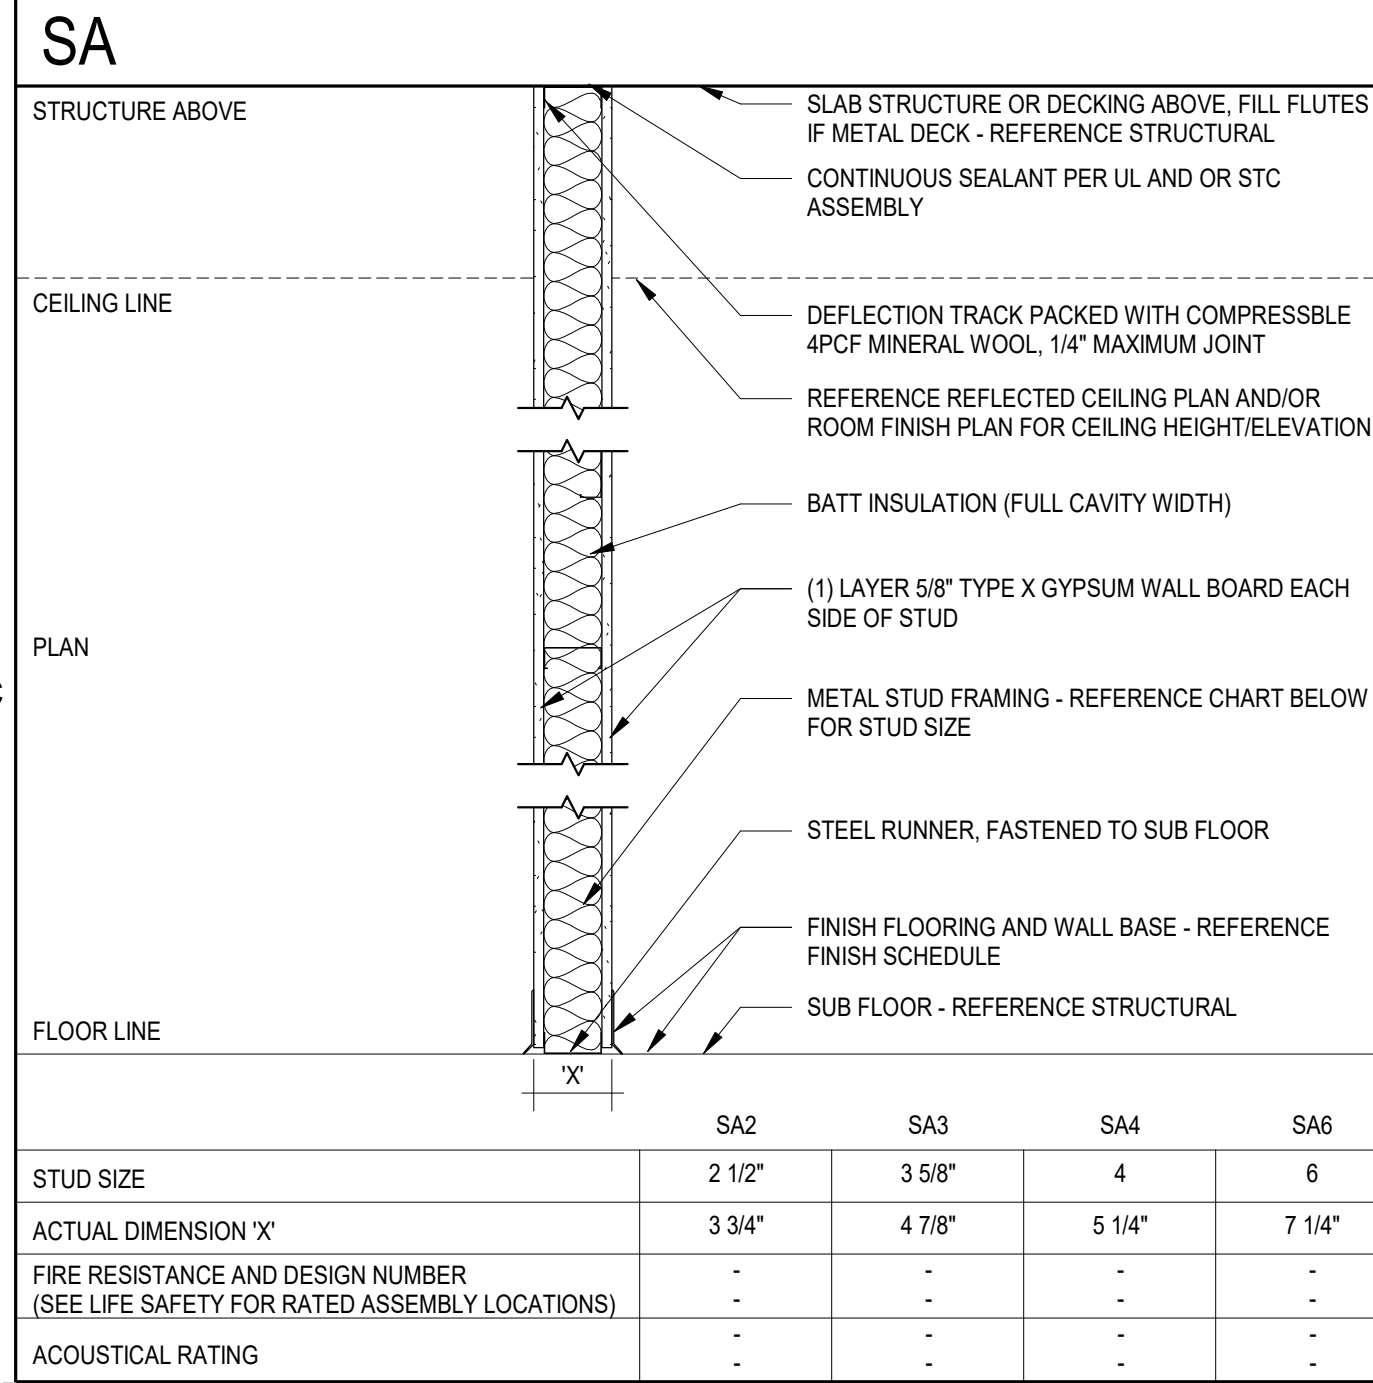 SA
STRUCTURE ABOVE
SLAB STRUCTURE OR DECKING ABOVE, FILL FLUTES
IF METAL DECK - REFERENCE STRUCTURAL
CONTINUOUS SEALANT PER UL AND OR STC
ASSEMBLY
CEILING LINE
DEFLECTION TRACK PACKED WITH COMPRESSBLE
4PCF MINERAL WOOL, 1/4" MAXIMUM JOINT
REFERENCE REFLECTED CEILING PLAN AND/OR
ROOM FINISH PLAN FOR CEILING HEIGHT/ELEVATION
BATT INSULATION (FULL CAVITY WIDTH)
(1) LAYER 5/8" TYPE X GYPSUM WALL BOARD EACH
SIDE OF STUD
PLAN
METAL STUD FRAMING - REFERENCE CHART BELOW
FOR STUD SIZE
STEEL RUNNER, FASTENED TO SUB FLOOR
FINISH FLOORING AND WALL BASE - REFERENCE
FINISH SCHEDULE
SUB FLOOR - REFERENCE STRUCTURAL
FLOOR LINE
'X'
SA2 SA3 SA4 SA6
STUD SIZE 2 1/2" 3 5/8" 4 6
ACTUAL DIMENSION 'X' 3 3/4" 4 7/8" 5 1/4" 7 1/4"
FIRE RESISTANCE AND DESIGN NUMBER - - - -
(SEE LIFE SAFETY FOR RATED ASSEMBLY LOCATIONS) - - - -
ACOUSTICAL RATING - - - -
- - - -